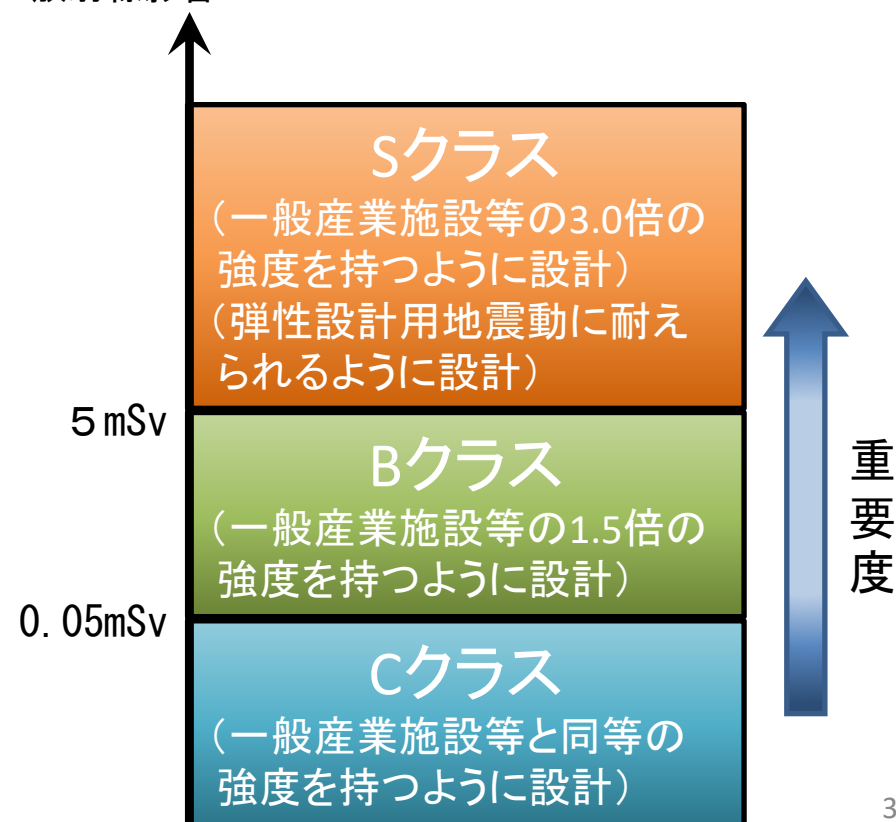 Sクラス
（一般産業施設等の3.0倍の
強度を持つように設計）
（弾性設計用地震動に耐え
られるように設計）
5mSv
Bクラス
（一般産業施設等の1.5倍の
強度を持つように設計）
0.05mSv
Cクラス
（一般産業施設等と同等の
強度を持つように設計）
重要度
3